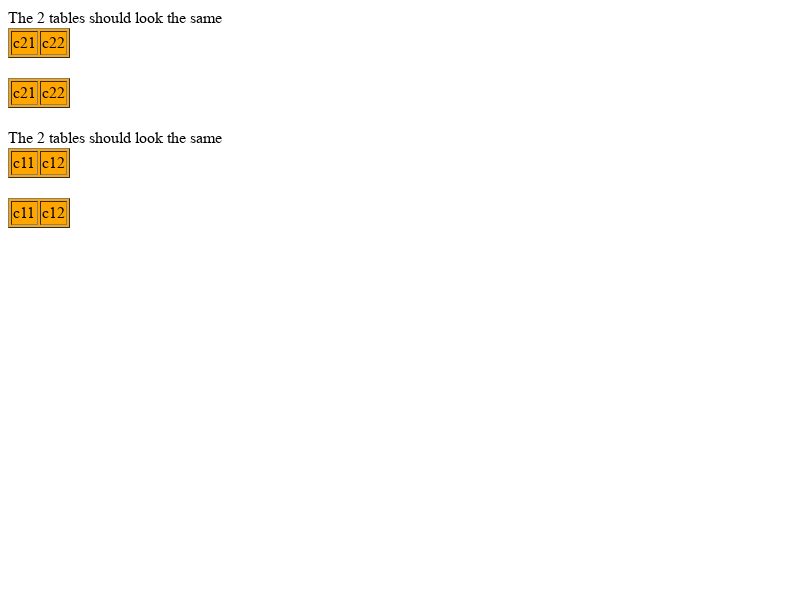 The 2 tables should look the same
c21 c22
c21 c22
The 2 tables should look the same
c11 c12
c11 c12